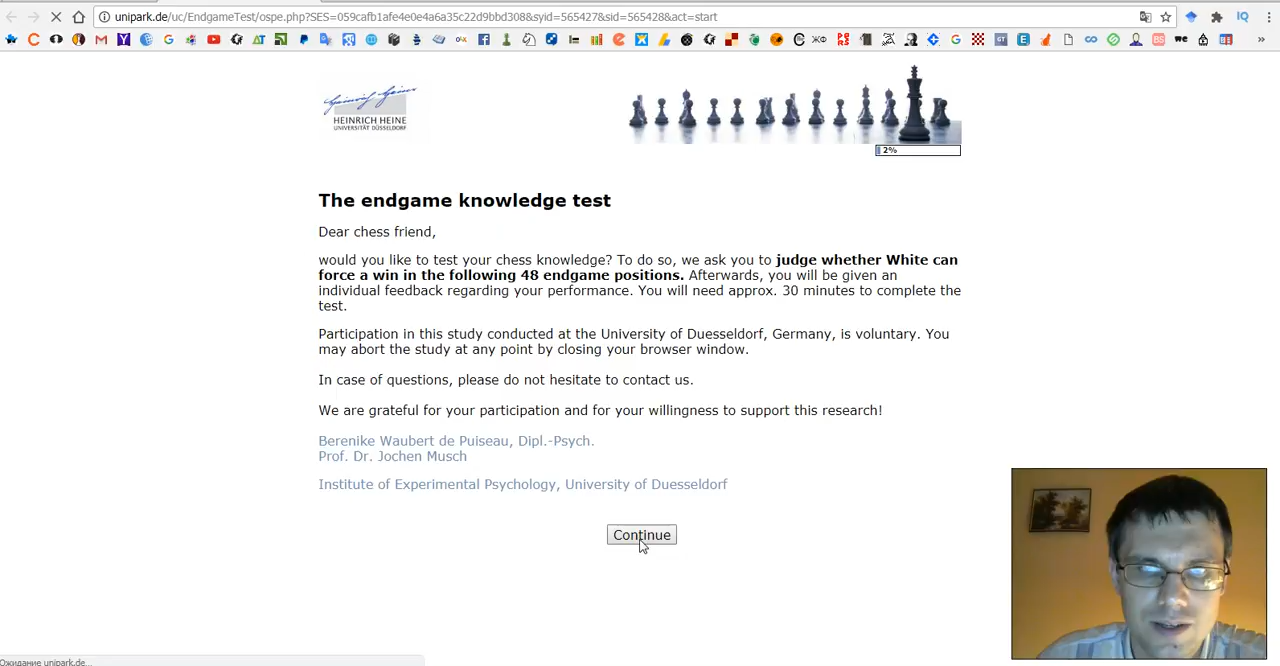 unipark.de/uc/EndgameTest/ospe.php?SES=059cafb1afe4e0e4a6a35c22d9bbd308&syid=565427&sid=565428&act=start
HEINRICH HEINE
UNIVERSITÄT DÜSSELDORF
2%
The endgame knowledge test
Dear chess friend,
would you like to test your chess knowledge? To do so, we ask you to judge whether White can
force a win in the following 48 endgame positions. Afterwards, you will be given an
individual feedback regarding your performance. You will need approx. 30 minutes to complete the
test.
Participation in this study conducted at the University of Duesseldorf, Germany, is voluntary. You
may abort the study at any point by closing your browser window.
In case of questions, please do not hesitate to contact us.
We are grateful for your participation and for your willingness to support this research!
Berenike Waubert de Puiseau, Dipl.-Psych.
Prof. Dr. Jochen Musch
Institute of Experimental Psychology, University of Duesseldorf
Continue
Ожидание unipark.de...